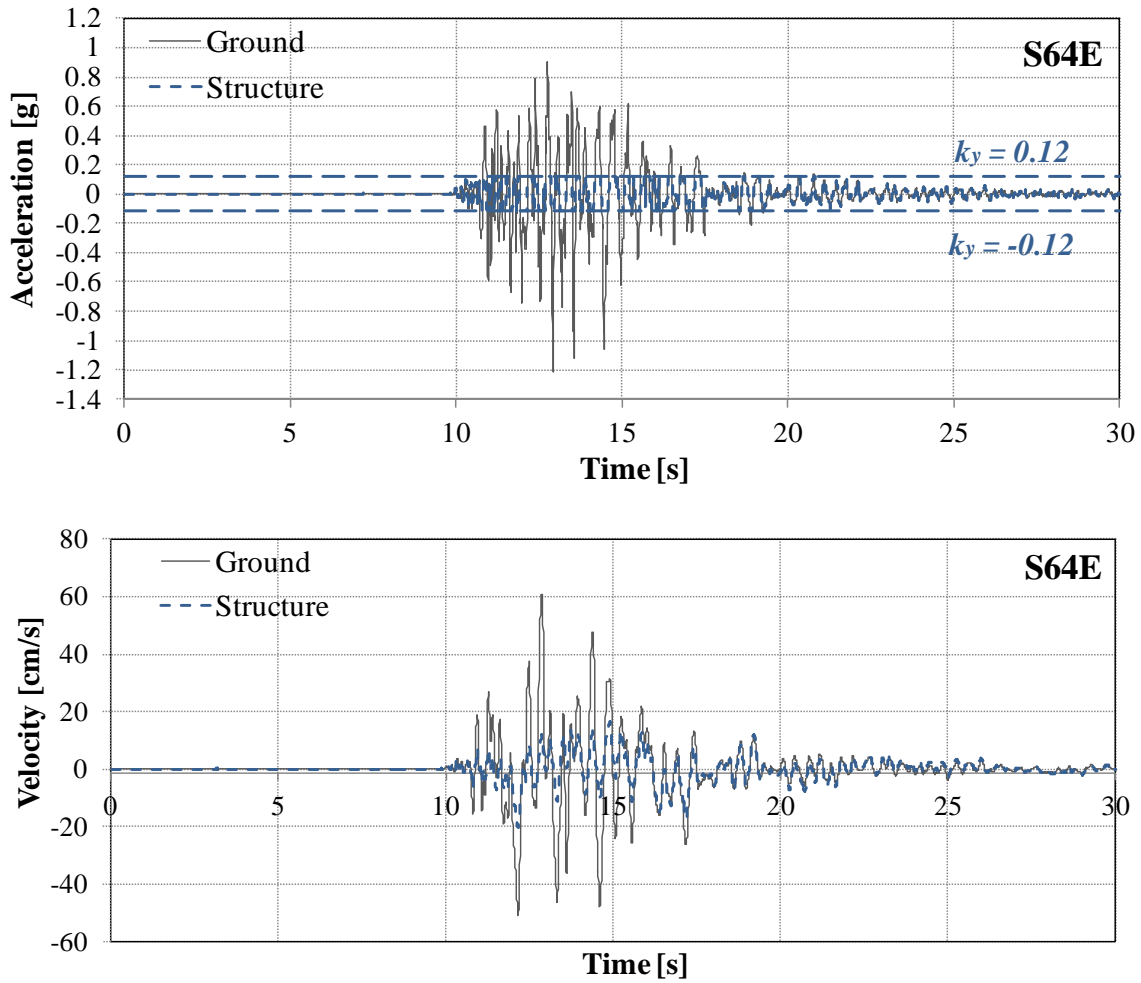 1.2
1
0.8
0.6
0.4
0.2
0
-0.2
-0.4
-0.6
-0.8
-1
-1.2
-1.4
Acceleration [g]
Ground
Structure
S64E
ky = 0.12
ky = -0.12
0 5 10 15 20 25 30
Time [s]
80
60
40
20
0
-20
-40
-60
Velocity [cm/s]
Ground
Structure
S64E
0 5 10 15 20 25 30
Time [s]